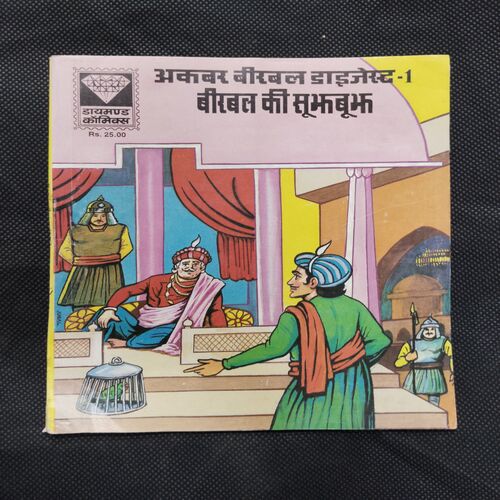 अकबर बीरबल डाइजेस्ट-1
बीरबल की सूझबूझ
डायमण्ड
कॉमिक्स
Rs. 25.00